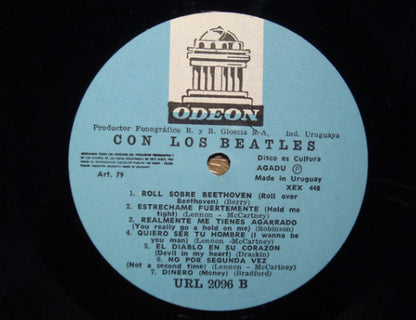 ODEON
Productor Fonográfico R. y R. Gioscia S. A. Ind. Uruguaya
CON LOS BEATLES
Disco es Cultura
AGADU Ⓟ
Art. 79
Made in Uruguay
XEX 448
1. ROLL SOBRE BEETHOVEN (Roll over
Beethoven) (Berry)
2. ESTRECHAME FUERTEMENTE (Hold me
tight) (Lennon - McCartney)
3. REALMENTE ME TIENES AGARRADO
(You really got a hold on me) (Robinson)
4. QUIERO SER TU HOMBRE (I wanna be
you man) (Lennon - McCartney)
5. EL DIABLO EN SU CORAZON
(Devil in my heart) (Draskin)
6. NO POR SEGUNDA VEZ
(Not a second time) (Lennon - McCartney)
7. DINERO (Money) (Bradford)
URL 2096 B